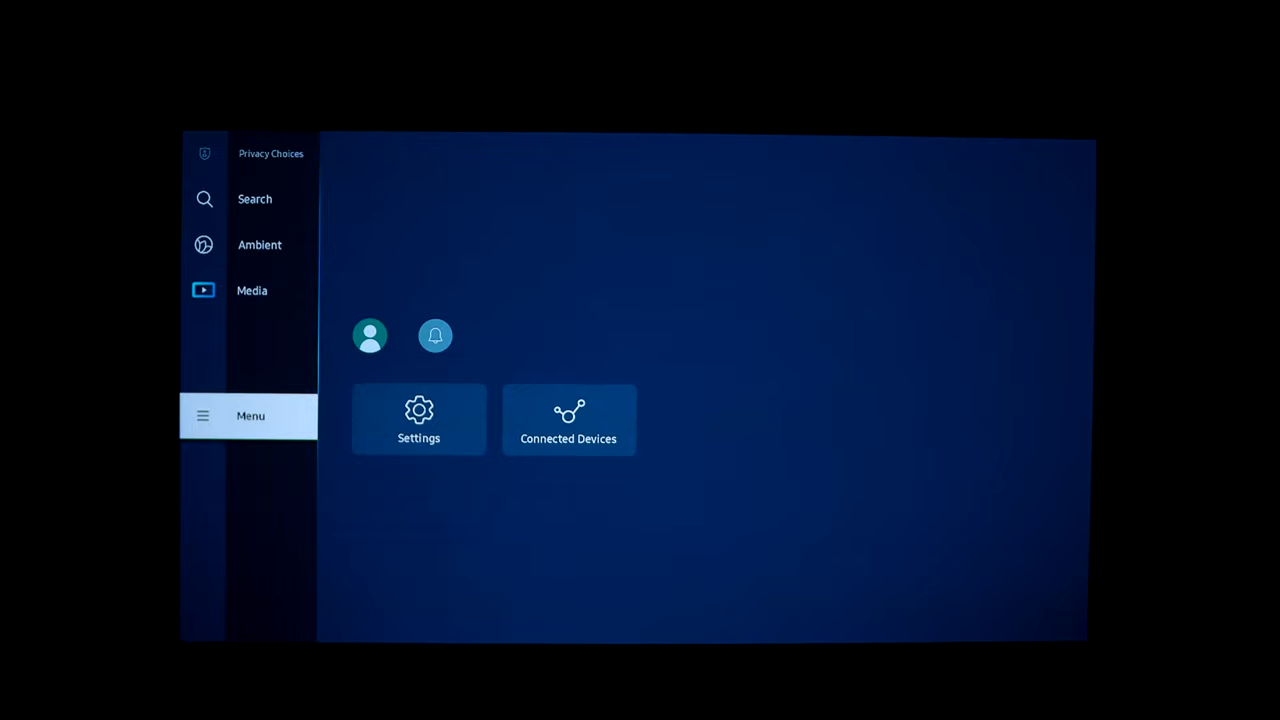 Privacy Choices
Search
Ambient
Media
Menu
Settings
Connected Devices